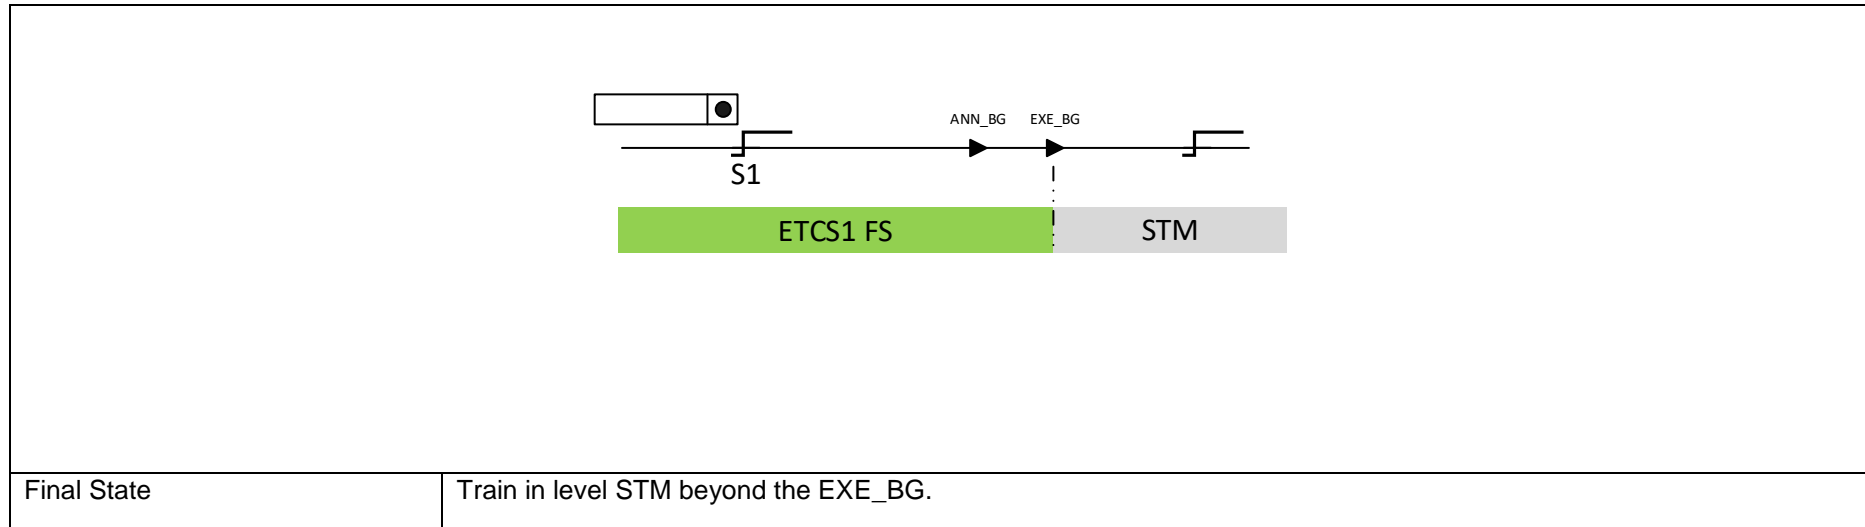 ANN_BG EXE_BG
S1
ETCS1 FS STM
Final State Train in level STM beyond the EXE_BG.